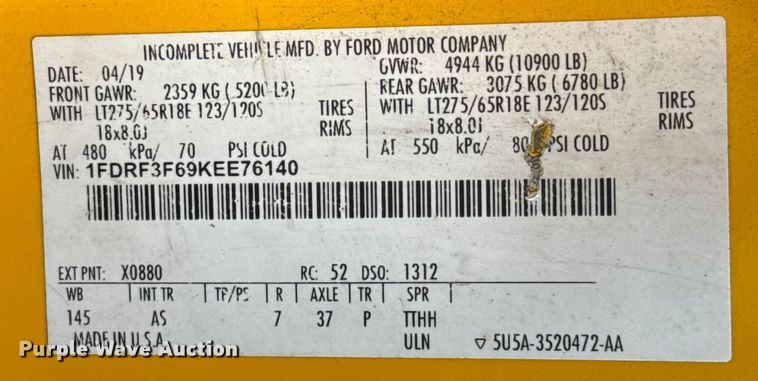 INCOMPLETE VEHICLE MFD. BY FORD MOTOR COMPANY
DATE: 04/19 GVWR: 4944 KG (10900 LB)
FRONT GAWR: 2359 KG ( 5200 LB) REAR GAWR: 3075 KG ( 6780 LB)
WITH LT275/65R18E 123/120S TIRES WITH LT275/65R18E 123/120S TIRES
18x8.0J RIMS 18x8.0J RIMS
AT 480 kPa/ 70 PSI COLD AT 550 kPa/ 80 PSI COLD
VIN: 1FDRF3F69KEE76140
EXT PNT: X0880 RC: 52 DSO: 1312
WB INT TR TP/PS R AXLE TR SPR
145 AS 7 37 P TTHH
MADE IN U.S.A. ULN 5U5A-3520472-AA
Purple Wave Auction